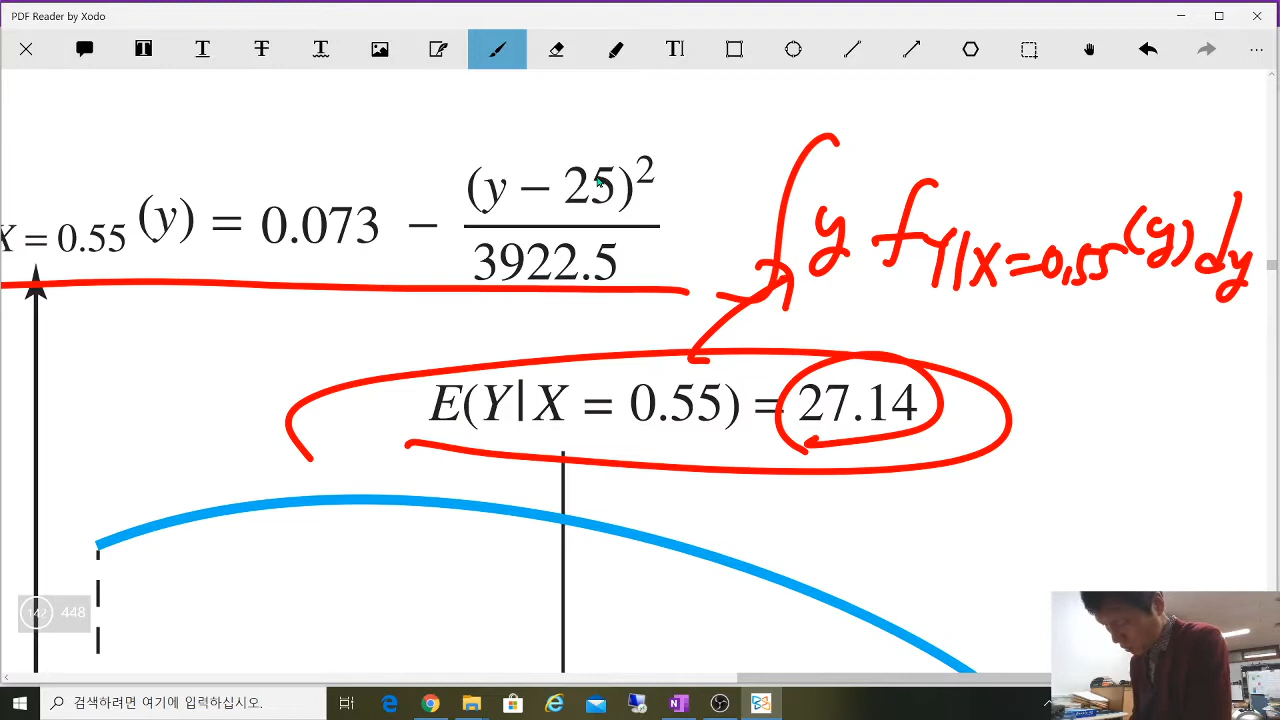 PDF Reader by Xodo
X = 0.55 (y) = 0.073 − (y − 25)² / 3922.5
∫ y f Y|X=0.55 (y) dy
E(Y|X = 0.55) = 27.14
142 448
검색하려면 여기에 입력하십시오.